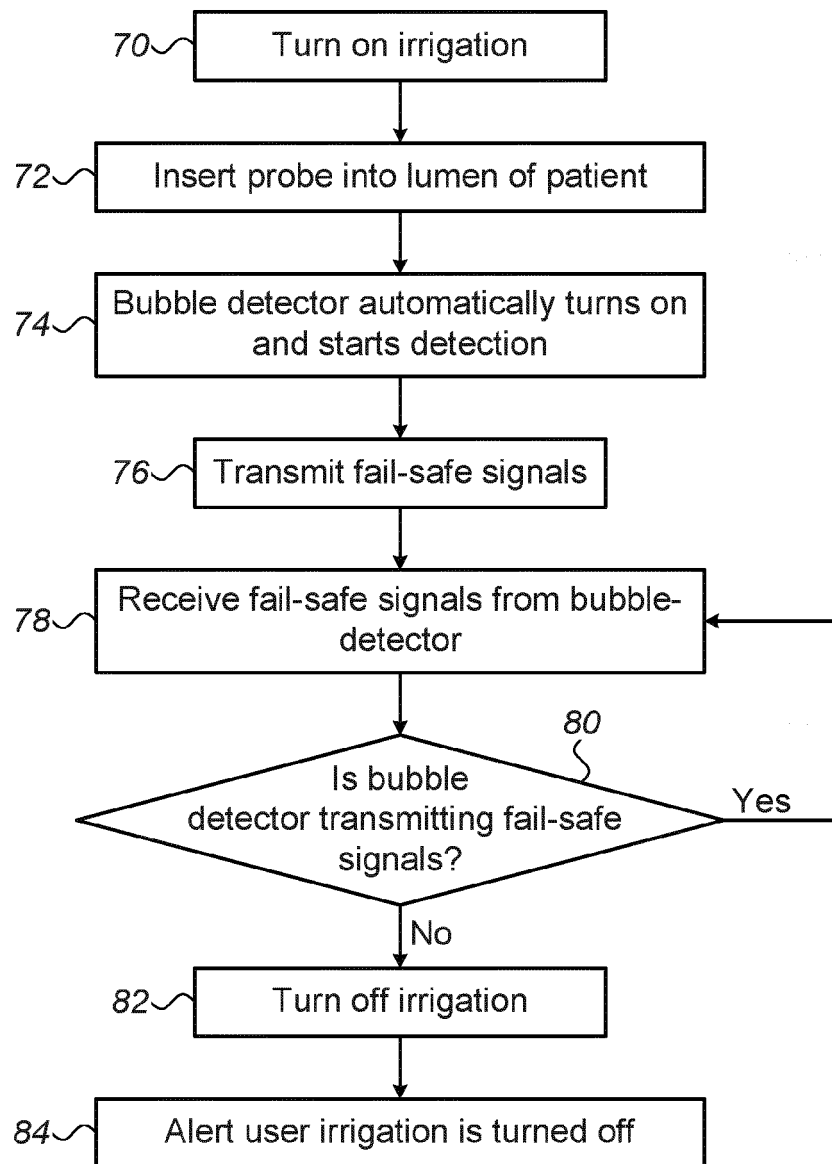 70
Turn on irrigation
72
Insert probe into lumen of patient
74
Bubble detector automatically turns on
and starts detection
76
Transmit fail-safe signals
78
Receive fail-safe signals from bubble-
detector
80
Is bubble
detector transmitting fail-safe
signals?
Yes
No
82
Turn off irrigation
84
Alert user irrigation is turned off